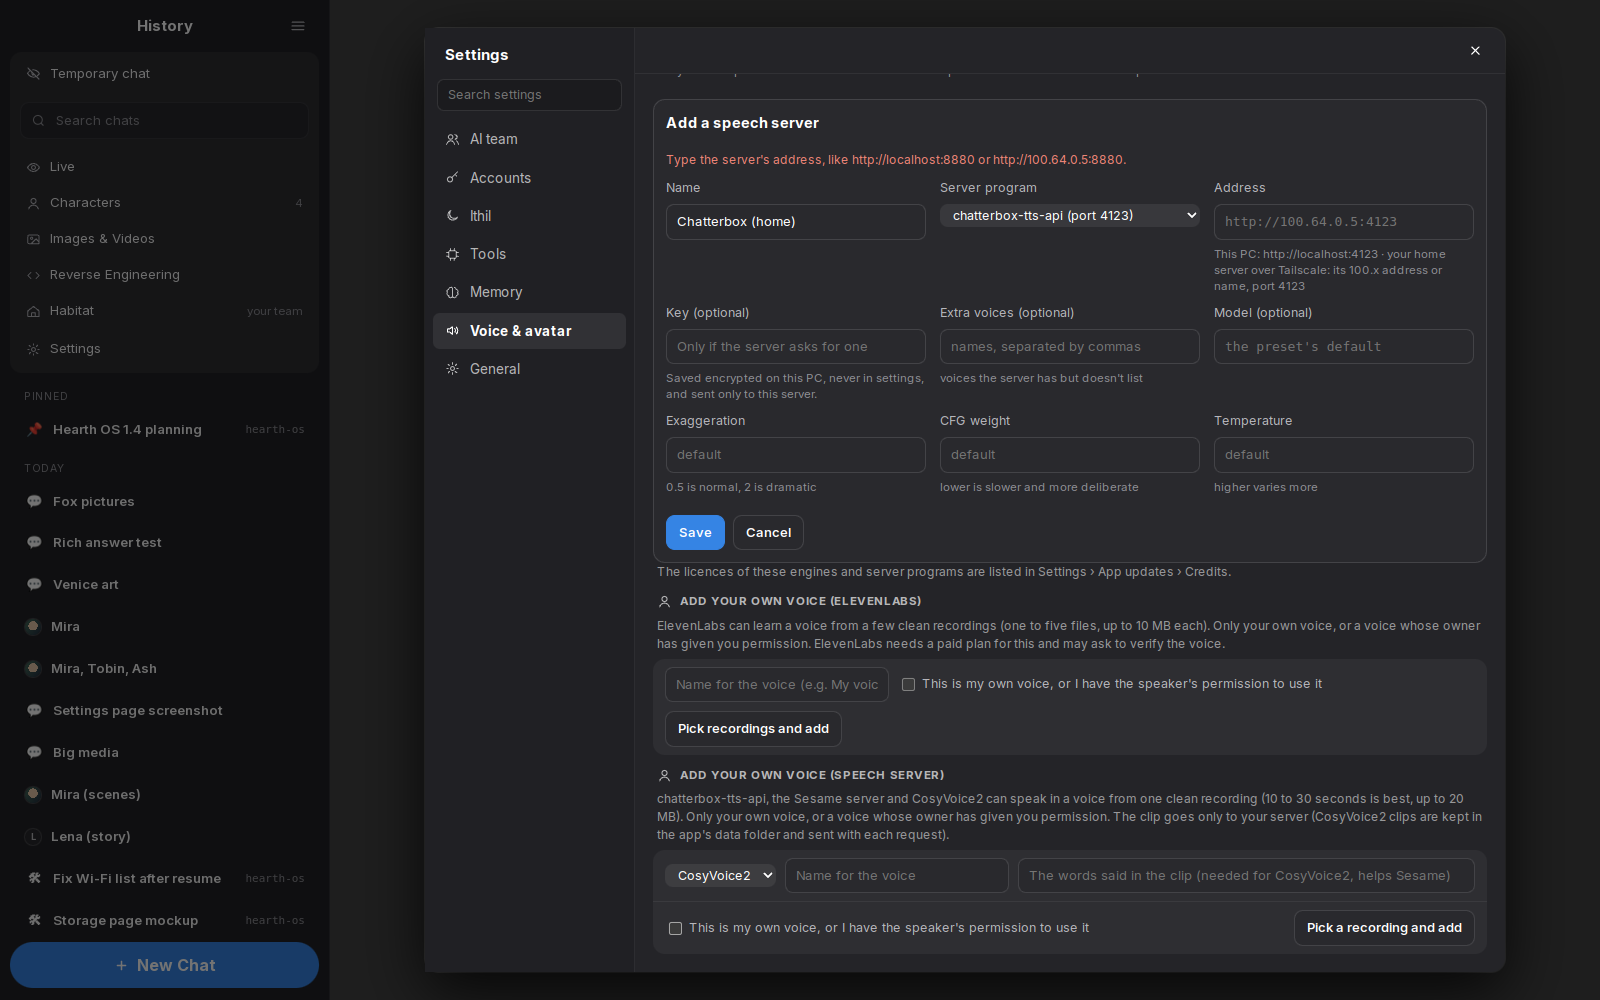 History
Temporary chat
Search chats
Live
Characters 4
Images & Videos
Reverse Engineering
Habitat your team
Settings
PINNED
Hearth OS 1.4 planning hearth-os
TODAY
Fox pictures
Rich answer test
Venice art
Mira
Mira, Tobin, Ash
Settings page screenshot
Big media
Mira (scenes)
L Lena (story)
Fix Wi-Fi list after resume hearth-os
Storage page mockup hearth-os
+ New Chat
Settings
Search settings
AI team
Accounts
Ithil
Tools
Memory
Voice & avatar
General
×
Add a speech server
Type the server's address, like http://localhost:8880 or http://100.64.0.5:8880.
Name Server program Address
Chatterbox (home) chatterbox-tts-api (port 4123) http://100.64.0.5:4123
This PC: http://localhost:4123 · your home
server over Tailscale: its 100.x address or
name, port 4123
Key (optional) Extra voices (optional) Model (optional)
Only if the server asks for one names, separated by commas the preset's default
Saved encrypted on this PC, never in settings, voices the server has but doesn't list
and sent only to this server.
Exaggeration CFG weight Temperature
default default default
0.5 is normal, 2 is dramatic lower is slower and more deliberate higher varies more
Save Cancel
The licences of these engines and server programs are listed in Settings › App updates › Credits.
ADD YOUR OWN VOICE (ELEVENLABS)
ElevenLabs can learn a voice from a few clean recordings (one to five files, up to 10 MB each). Only your own voice, or a voice whose owner
has given you permission. ElevenLabs needs a paid plan for this and may ask to verify the voice.
Name for the voice (e.g. My voic This is my own voice, or I have the speaker's permission to use it
Pick recordings and add
ADD YOUR OWN VOICE (SPEECH SERVER)
chatterbox-tts-api, the Sesame server and CosyVoice2 can speak in a voice from one clean recording (10 to 30 seconds is best, up to 20
MB). Only your own voice, or a voice whose owner has given you permission. The clip goes only to your server (CosyVoice2 clips are kept in
the app's data folder and sent with each request).
CosyVoice2 Name for the voice The words said in the clip (needed for CosyVoice2, helps Sesame)
This is my own voice, or I have the speaker's permission to use it Pick a recording and add